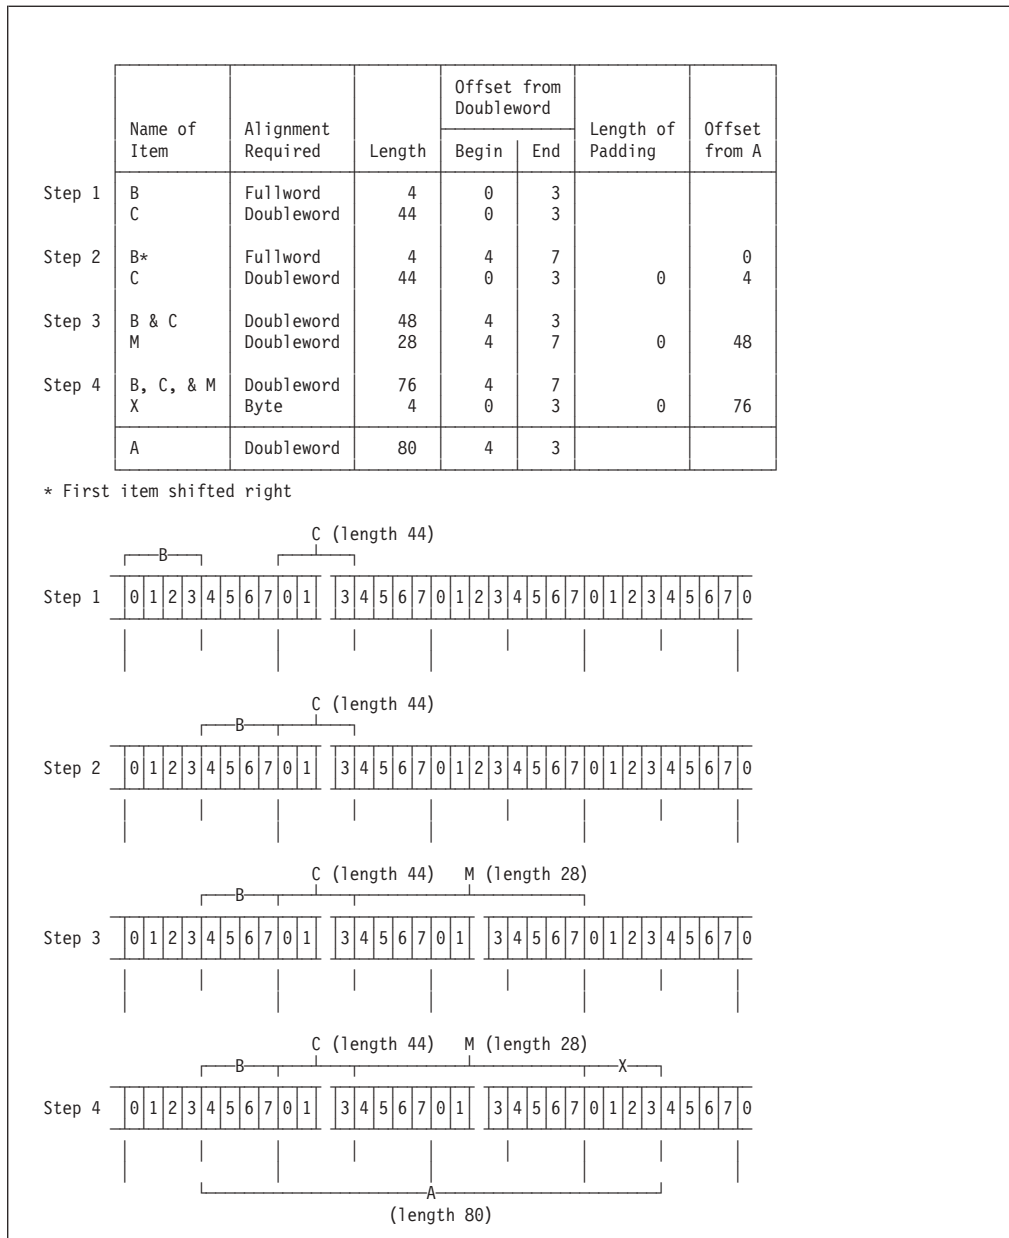 Offset from
Doubleword
Name of Alignment Length of Offset
Item Required Length Begin End Padding from A
Step 1 B Fullword 4 0 3
C Doubleword 44 0 3
Step 2 B* Fullword 4 4 7 0
C Doubleword 44 0 3 0 4
Step 3 B & C Doubleword 48 4 3
M Doubleword 28 4 7 0 48
Step 4 B, C, & M Doubleword 76 4 7
X Byte 4 0 3 0 76
A Doubleword 80 4 3
* First item shifted right
C (length 44)
B
Step 1 0 1 2 3 4 5 6 7 0 1 3 4 5 6 7 0 1 2 3 4 5 6 7 0 1 2 3 4 5 6 7 0
C (length 44)
B
Step 2 0 1 2 3 4 5 6 7 0 1 3 4 5 6 7 0 1 2 3 4 5 6 7 0 1 2 3 4 5 6 7 0
C (length 44) M (length 28)
B
Step 3 0 1 2 3 4 5 6 7 0 1 3 4 5 6 7 0 1 3 4 5 6 7 0 1 2 3 4 5 6 7 0
C (length 44) M (length 28)
B X
Step 4 0 1 2 3 4 5 6 7 0 1 3 4 5 6 7 0 1 3 4 5 6 7 0 1 2 3 4 5 6 7 0
A
(length 80)